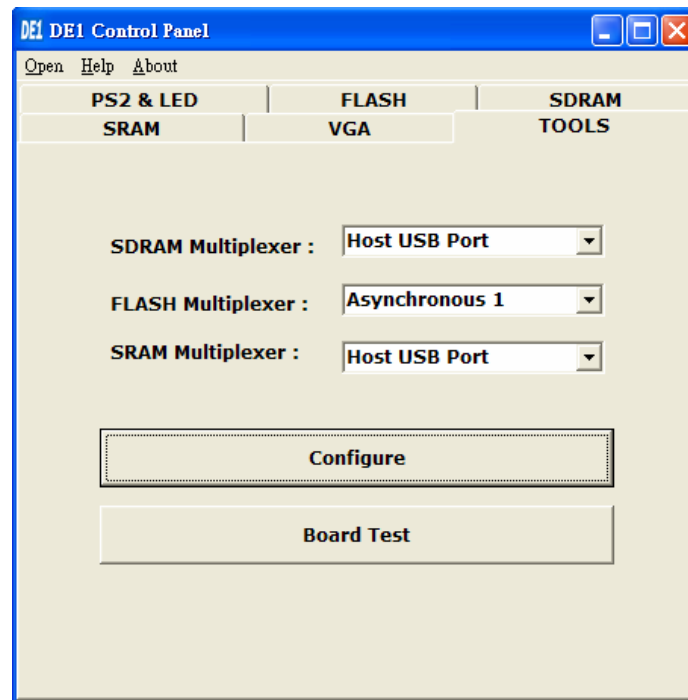 DE1 DE1 Control Panel
Open Help About
PS2 & LED FLASH SDRAM
SRAM VGA TOOLS
SDRAM Multiplexer : Host USB Port
FLASH Multiplexer : Asynchronous 1
SRAM Multiplexer : Host USB Port
Configure
Board Test